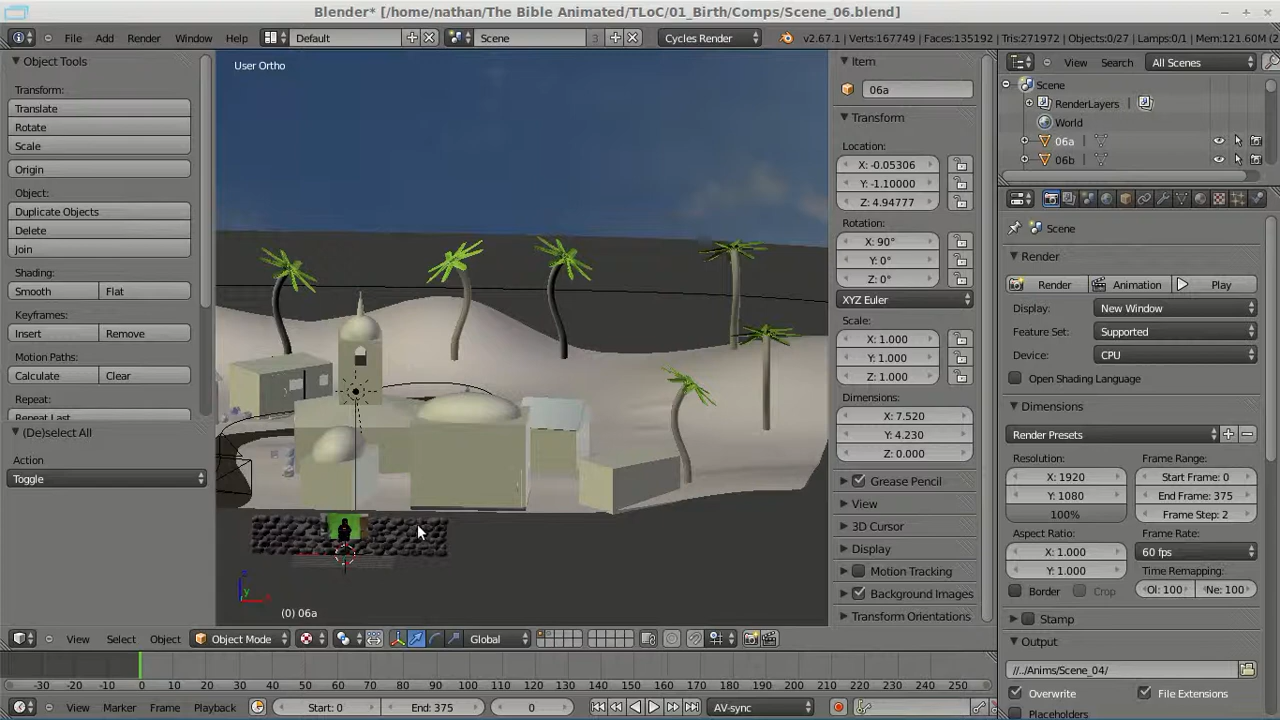 Blender* [/home/nathan/The Bible Animated/TLoC/01_Birth/Comps/Scene_06.blend]
File Add Render Window Help Default Scene 3 Cycles Render v2.67.1 | Verts:167749 | Faces:135192 | Tris:271972 | Objects:0/27 | Lamps:0/1 | Mem:121.60M (2
Object Tools
Transform:
Translate
Rotate
Scale
Origin
Object:
Duplicate Objects
Delete
Join
Shading:
Smooth Flat
Keyframes:
Insert Remove
Motion Paths:
Calculate Clear
Repeat:
Repeat Last
(De)select All
Action
Toggle
User Ortho
(0) 06a
Item
06a
Transform
Location:
X: -0.05306
Y: -1.10000
Z: 4.94777
Rotation:
X: 90°
Y: 0°
Z: 0°
XYZ Euler
Scale:
X: 1.000
Y: 1.000
Z: 1.000
Dimensions:
X: 7.520
Y: 4.230
Z: 0.000
Grease Pencil
View
3D Cursor
Display
Motion Tracking
Background Images
Transform Orientations
View Search All Scenes
Scene
RenderLayers
World
06a
06b
Scene
Render
Render Animation Play
Display: New Window
Feature Set: Supported
Device: CPU
Open Shading Language
Dimensions
Render Presets
Resolution: Frame Range:
X: 1920 Start Frame: 0
Y: 1080 End Frame: 375
100% Frame Step: 2
Aspect Ratio: Frame Rate:
X: 1.000 60 fps
Y: 1.000 Time Remapping:
Border Crop Ol: 100 Ne: 100
Stamp
Output
//../Anims/Scene_04/
Overwrite File Extensions
Placeholders
View Select Object Object Mode Global
-30 -20 -10 0 10 20 30 40 50 60 70 80 90 100 110 120 130 140 150 160 170 180 190 200 210 220 230 240 250
View Marker Frame Playback Start: 0 End: 375 0 AV-sync
x y z